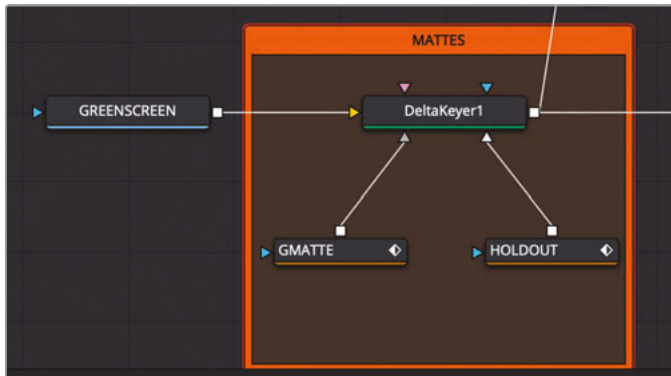 MATTES
GREENSCREEN
DeltaKeyer1
GMATTE
HOLDOUT